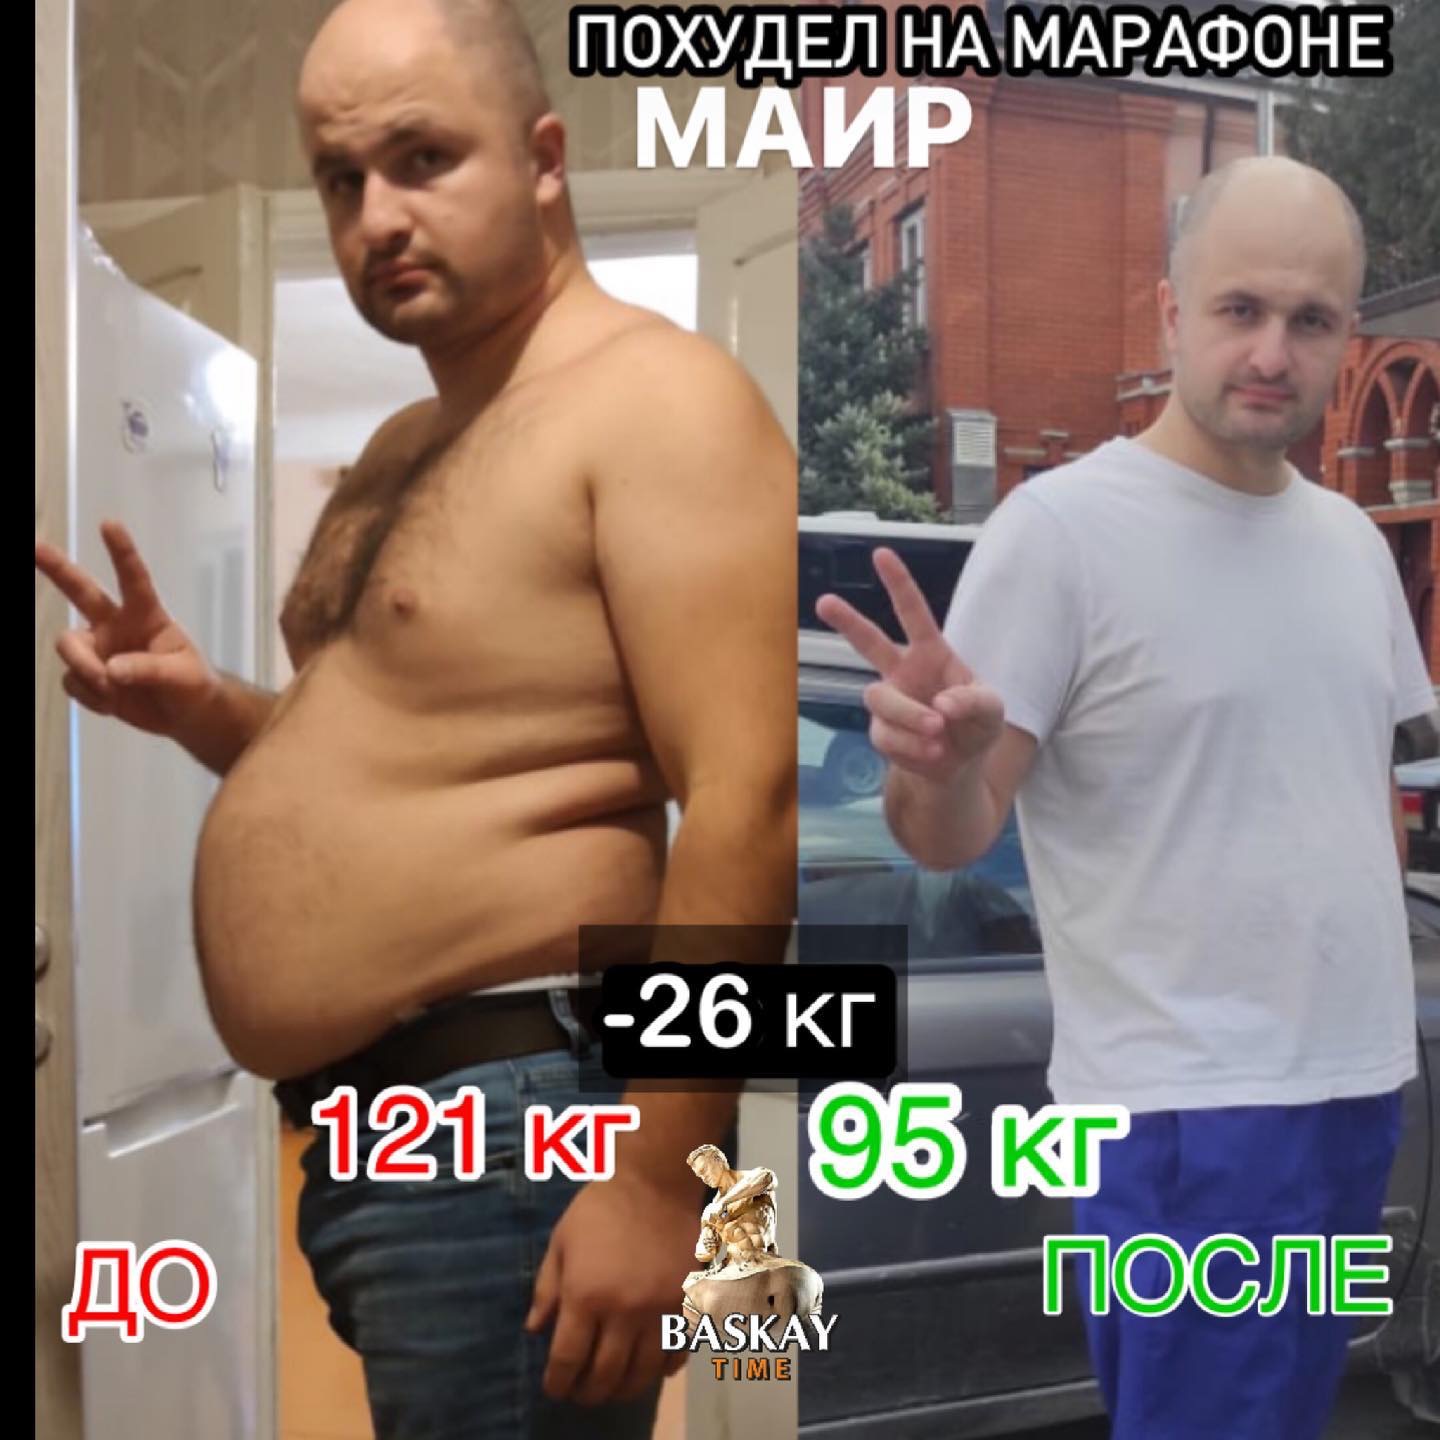 ПОХУДЕЛ НА МАРАФОНЕ
МАИР
-26 кг
121 кг
95 кг
ДО
ПОСЛЕ
BASKAY
TIME